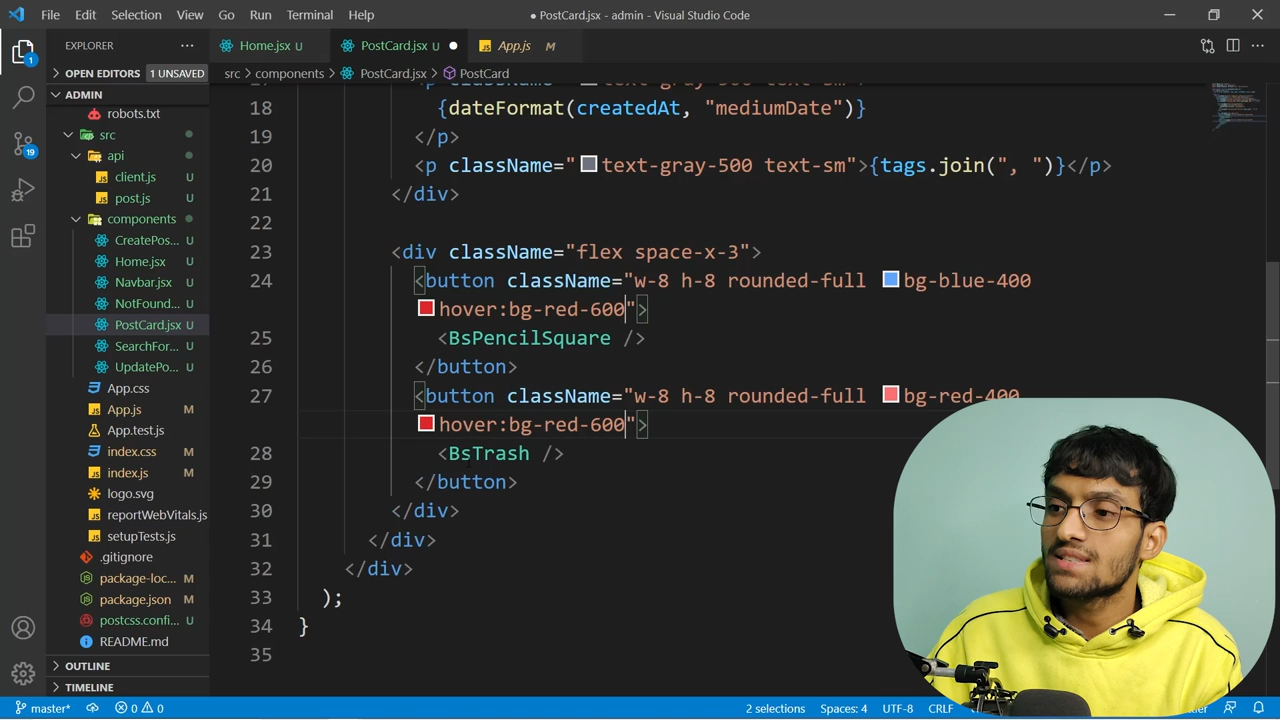 File Edit Selection View Go Run Terminal Help
● PostCard.jsx - admin - Visual Studio Code
EXPLORER
Home.jsx U
PostCard.jsx U
App.js M
OPEN EDITORS 1 UNSAVED
src > components > PostCard.jsx > PostCard
ADMIN
robots.txt
src
api
client.js U
post.js U
components
CreatePos... U
Home.jsx U
Navbar.jsx U
NotFound... U
PostCard.jsx U
SearchFor... U
UpdatePo... U
App.css
App.js M
App.test.js
index.css M
index.js M
logo.svg
reportWebVitals.js
setupTests.js
.gitignore
package-loc... M
package.json M
postcss.confi... U
README.md
OUTLINE
TIMELINE
1
19
18 {dateFormat(createdAt, "mediumDate")}
19 </p>
20 <p className="text-gray-500 text-sm">{tags.join(", ")}</p>
21 </div>
22
23 <div className="flex space-x-3">
24 <button className="w-8 h-8 rounded-full bg-blue-400
hover:bg-red-600">
25 <BsPencilSquare />
26 </button>
27 <button className="w-8 h-8 rounded-full bg-red-400
hover:bg-red-600">
28 <BsTrash />
29 </button>
30 </div>
31 </div>
32 </div>
33 );
34 }
35
master* 0 0
2 selections Spaces: 4 UTF-8 CRLF